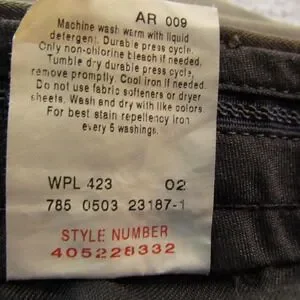 AR 009
Machine wash warm with liquid
detergent. Durable press cycle.
Only non-chlorine bleach if needed.
Tumble dry durable press cycle,
remove promptly. Cool iron if needed.
Do not use fabric softeners or dryer
sheets. Wash and dry with like colors.
For best stain repellency iron
every 5 washings.
WPL 423 02
785 0503 23187-1
STYLE NUMBER
405228332